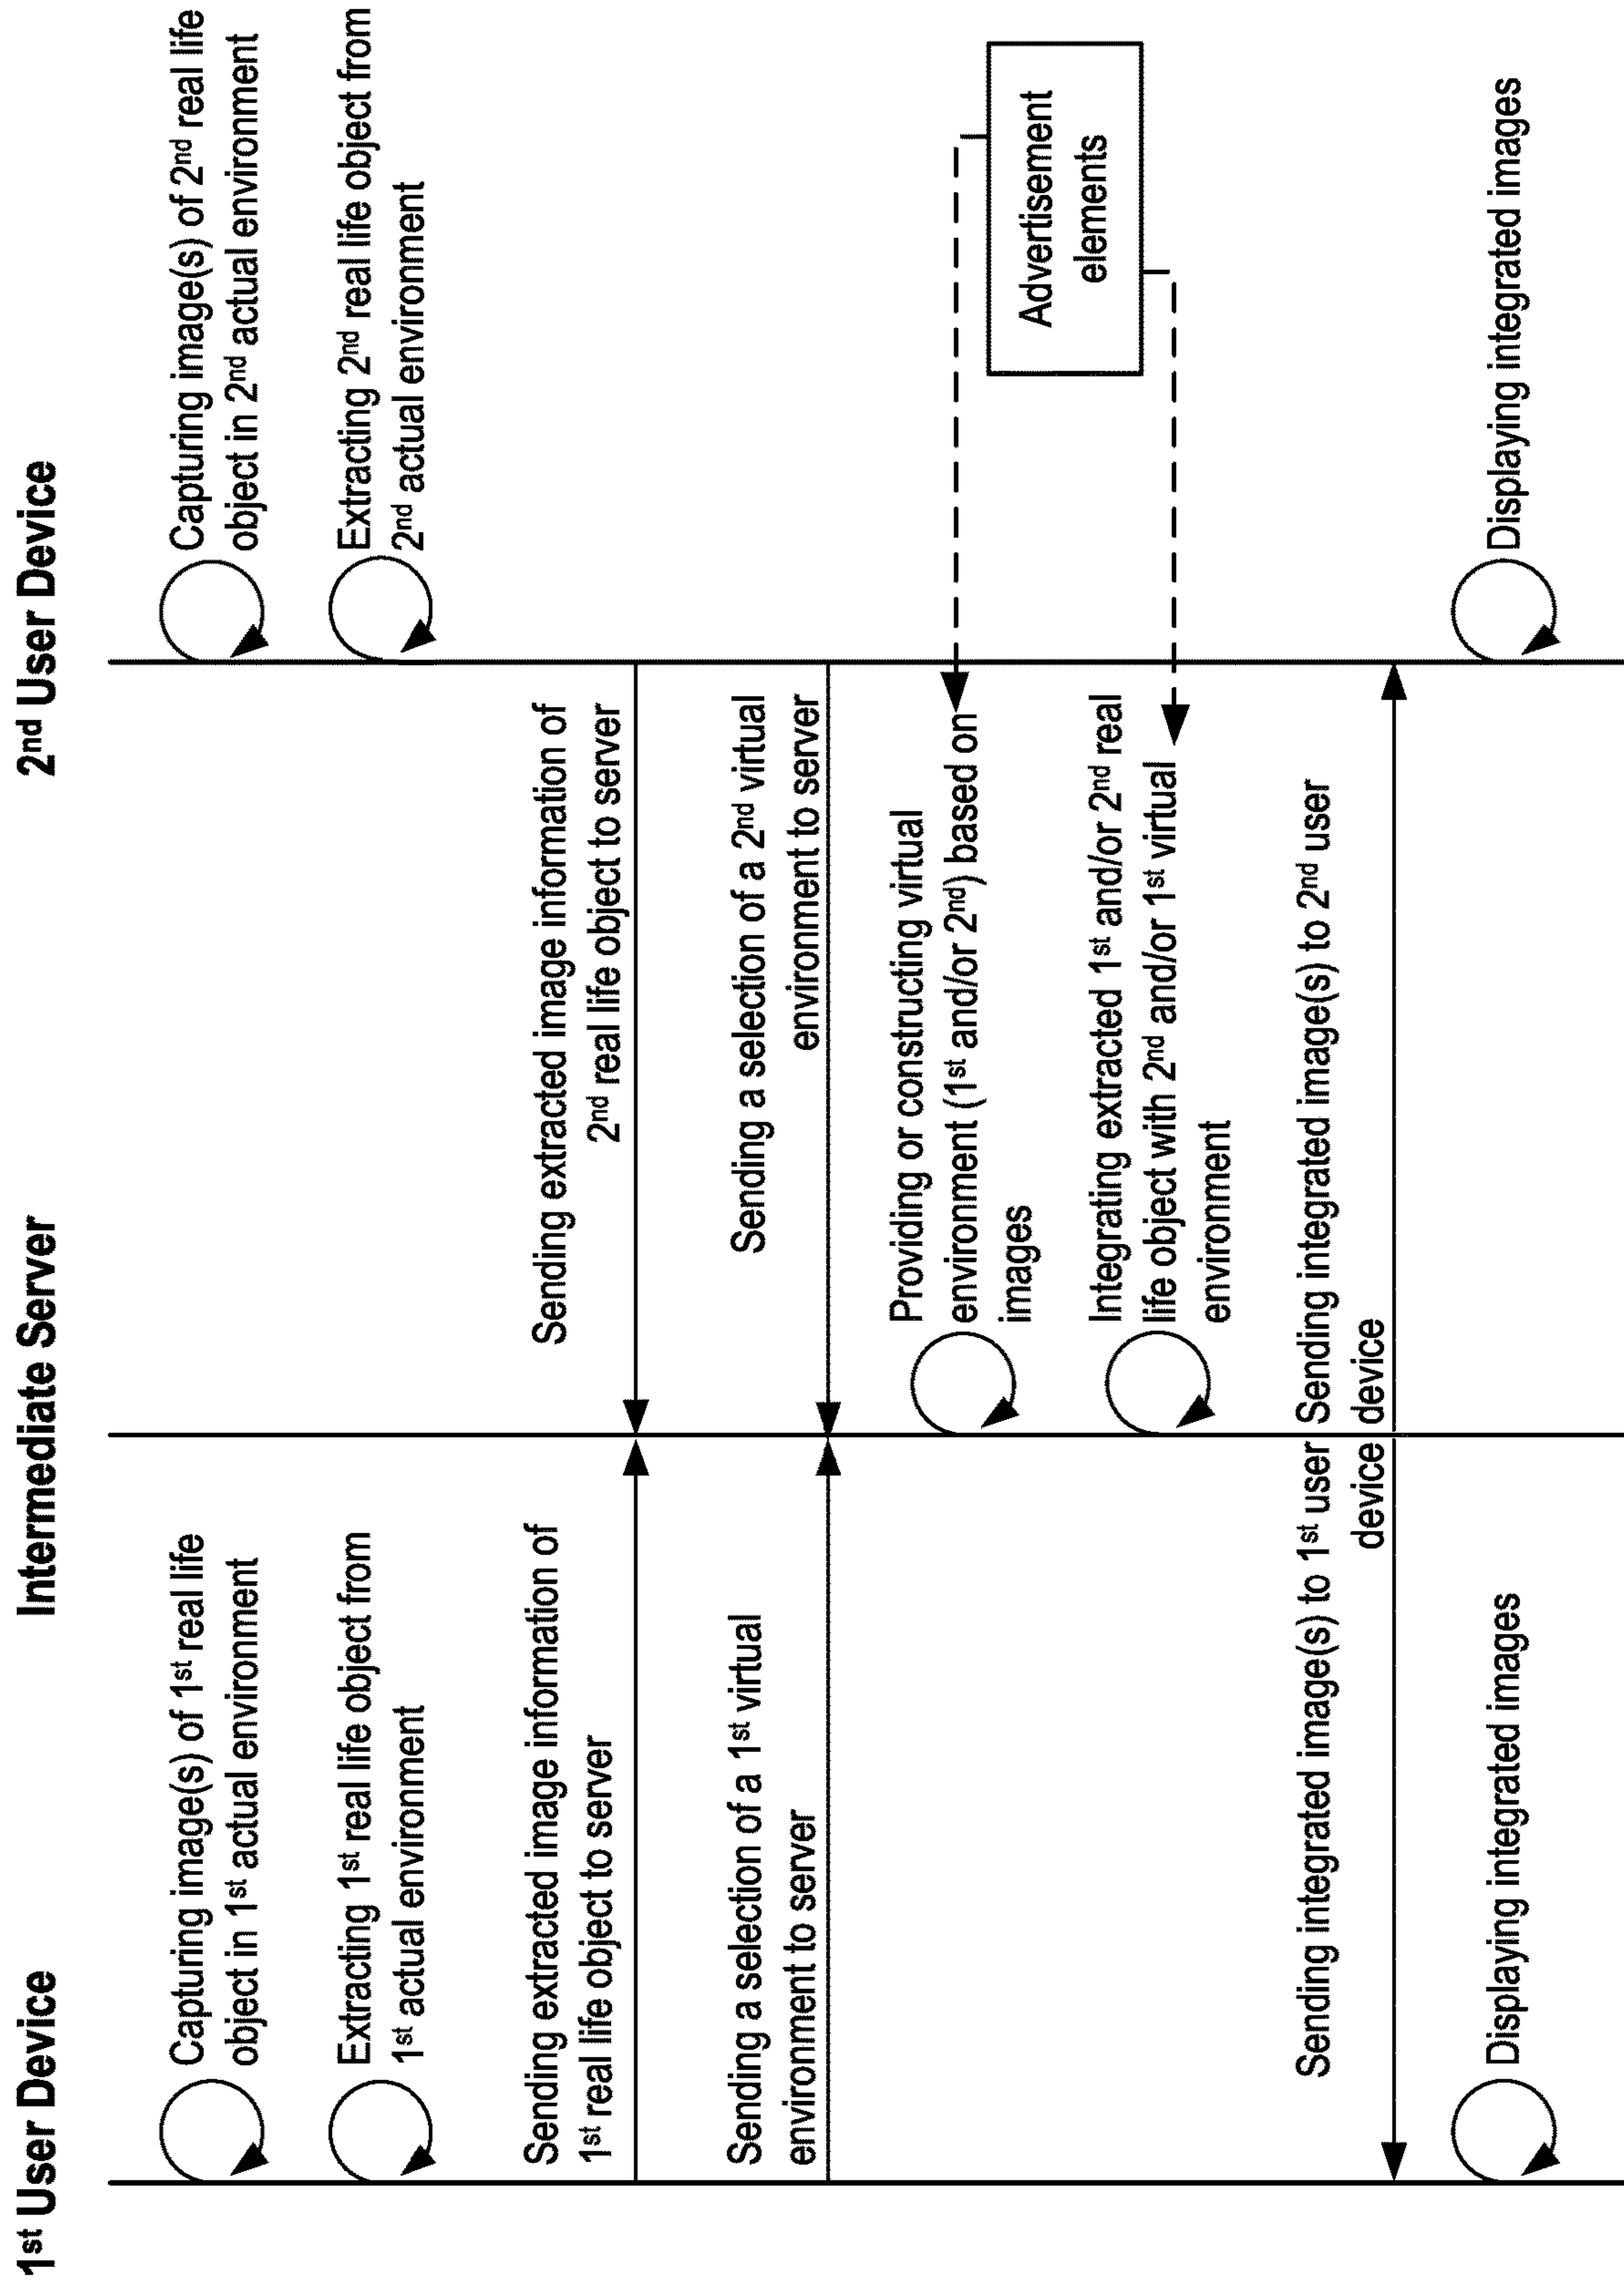 1st User Device
Intermediate Server
2nd User Device
Capturing image(s) of 1st real life
object in 1st actual environment
Capturing image(s) of 2nd real life
object in 2nd actual environment
Extracting 1st real life object from
1st actual environment
Extracting 2nd real life object from
2nd actual environment
Sending extracted image information of
1st real life object to server
Sending extracted image information of
2nd real life object to server
Sending a selection of a 1st virtual
environment to server
Sending a selection of a 2nd virtual
environment to server
Providing or constructing virtual
environment (1st and/or 2nd) based on
images
Advertisement
elements
Integrating extracted 1st and/or 2nd real
life object with 2nd and/or 1st virtual
environment
Sending integrated image(s) to 1st user
device
Sending integrated image(s) to 2nd user
device
Displaying integrated images
Displaying integrated images